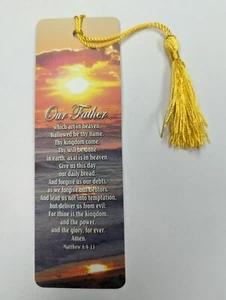 Our Father
which art in heaven,
Hallowed be thy name.
Thy kingdom come,
Thy will be done
in earth, as it is in heaven.
Give us this day
our daily bread.
And forgive us our debts,
as we forgive our debtors.
And lead us not into temptation,
but deliver us from evil:
For thine is the kingdom,
and the power,
and the glory, for ever.
Amen.
Matthew 6:9-13